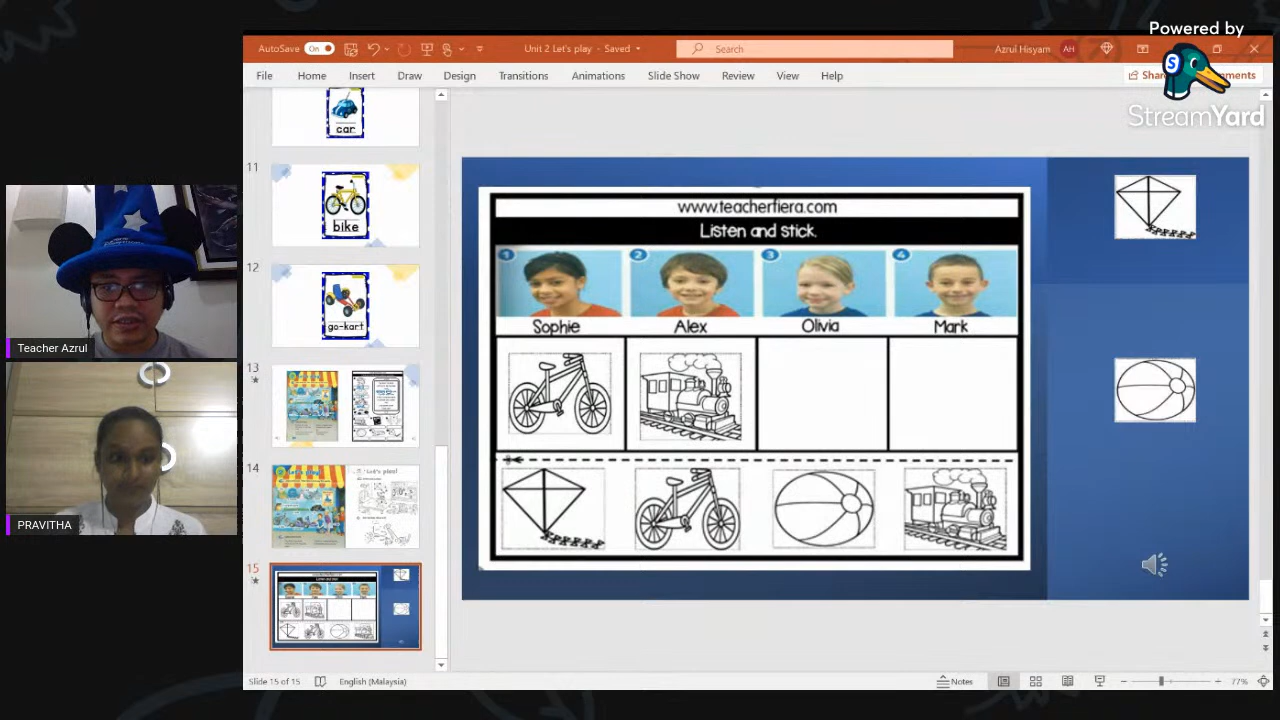 Powered by
StreamYard
AutoSave On
Unit 2 Let's play - Saved
Search
Azrul Hisyam AH
File Home Insert Draw Design Transitions Animations Slide Show Review View Help
car
11
bike
12
go-kart
13
14
15
www.teacherfiera.com
Listen and stick.
1 2 3 4
Sophie Alex Olivia Mark
Teacher Azrul
PRAVITHA
Slide 15 of 15 English (Malaysia) Notes 77%